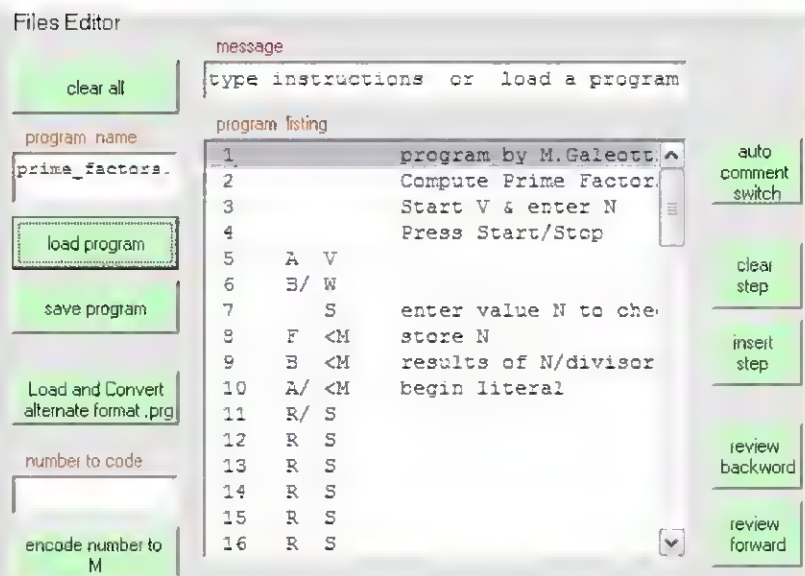 Files Editor
clear all
program name
prime_factors.
load program
save program
Load and Convert
alternate format .prg
number to code
encode number to
M
message
type instructions or load a program
program listing
1 program by M.Galeott
2 Compute Prime Factor
3 Start V & enter N
4 Press Start/Stop
5 A V
6 B/ W
7 S enter value N to che
8 F <M store N
9 B <M results of N/divisor
10 A/ <M begin literal
11 R/ S
12 R S
13 R S
14 R S
15 R S
16 R S
auto
comment
switch
clear
step
insert
step
review
backword
review
forward